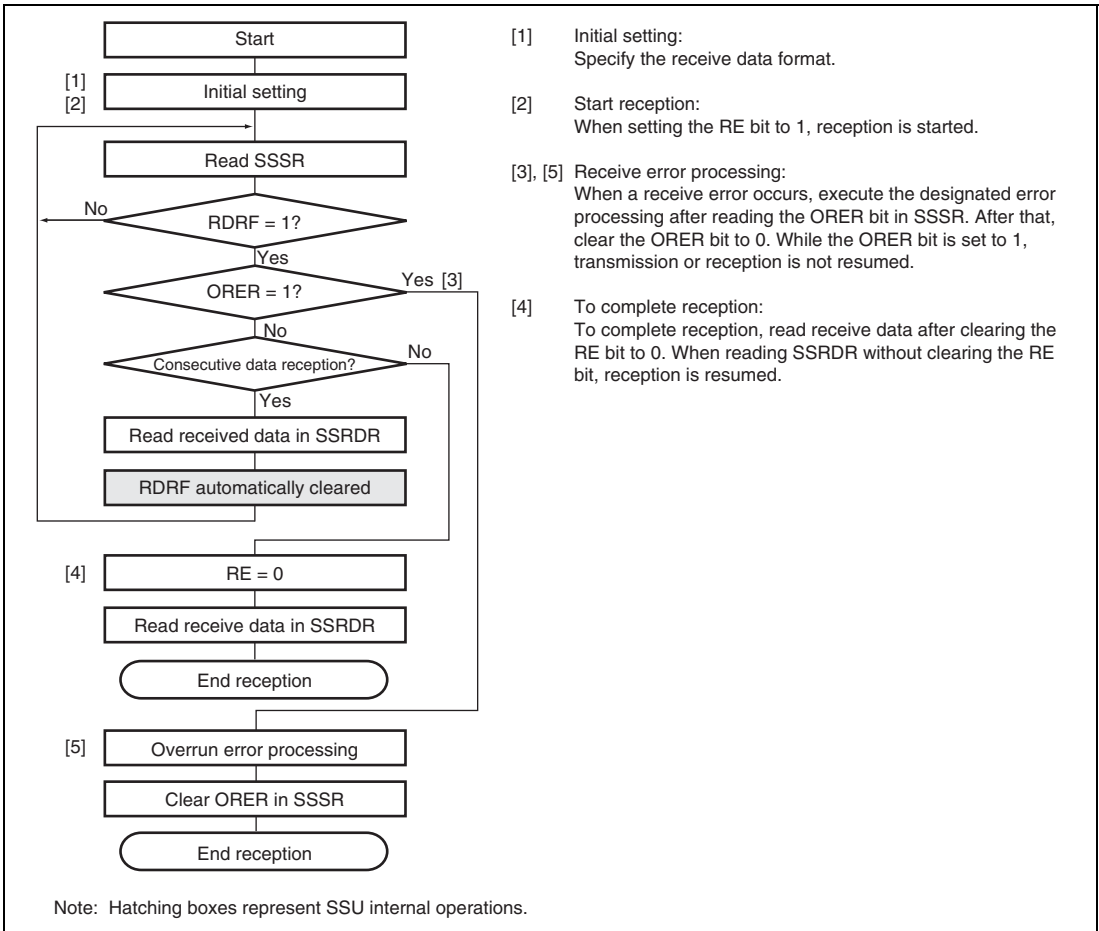 Start
[1]
[2]
Initial setting
Read SSSR
No
RDRF = 1?
Yes
ORER = 1?
Yes [3]
No
Consecutive data reception?
No
Yes
Read received data in SSRDR
RDRF automatically cleared
[4]
RE = 0
Read receive data in SSRDR
End reception
[5]
Overrun error processing
Clear ORER in SSSR
End reception
[1] Initial setting:
Specify the receive data format.
[2] Start reception:
When setting the RE bit to 1, reception is started.
[3], [5] Receive error processing:
When a receive error occurs, execute the designated error
processing after reading the ORER bit in SSSR. After that,
clear the ORER bit to 0. While the ORER bit is set to 1,
transmission or reception is not resumed.
[4] To complete reception:
To complete reception, read receive data after clearing the
RE bit to 0. When reading SSRDR without clearing the RE
bit, reception is resumed.
Note: Hatching boxes represent SSU internal operations.